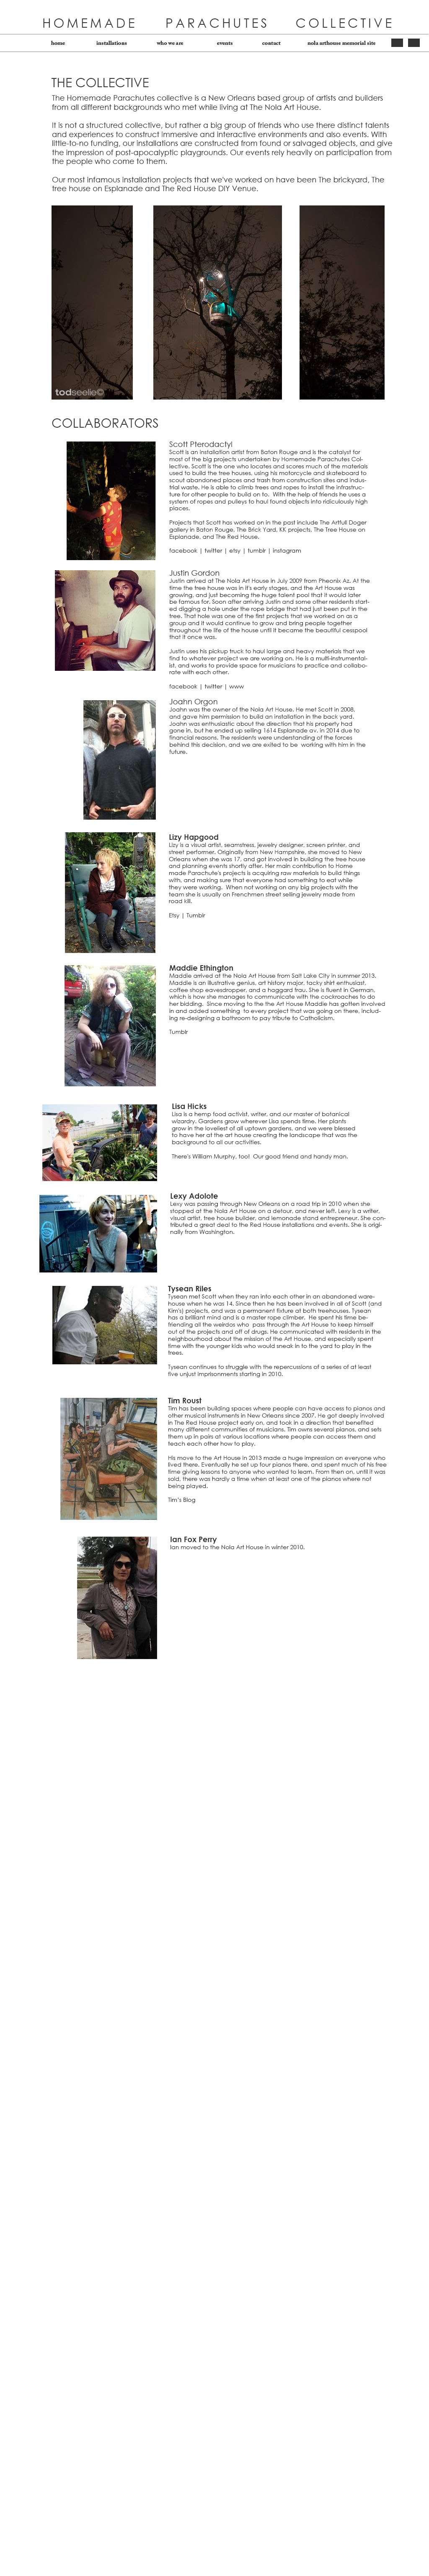 HOMEMADE PARACHUTES COLLECTIVE
home installations who we are events contact nola arthouse memorial site
THE COLLECTIVE
The Homemade Parachutes collective is a New Orleans based group of artists and builders
from all different backgrounds who met while living at The Nola Art House.
It is not a structured collective, but rather a big group of friends who use there distinct talents
and experiences to construct immersive and interactive environments and also events. With
little-to-no funding, our installations are constructed from found or salvaged objects, and give
the impression of post-apocalyptic playgrounds. Our events rely heavily on participation from
the people who come to them.
Our most infamous installation projects that we've worked on have been The brickyard, The
tree house on Esplanade and The Red House DIY Venue.
todseelie©
COLLABORATORS
Scott Pterodactyl
Scott is an installation artist from Baton Rouge and is the catalyst for
most of the big projects undertaken by Homemade Parachutes Col-
lective. Scott is the one who locates and scores much of the materials
used to build the tree houses, using his motorcycle and skateboard to
scout abandoned places and trash from construction sites and indus-
trial waste. He is able to climb trees and ropes to install the infrastruc-
ture for other people to build on to. With the help of friends he uses a
system of ropes and pulleys to haul found objects into ridiculously high
places.
Projects that Scott has worked on in the past include The Artfull Doger
gallery in Baton Rouge, The Brick Yard, KK projects, The Tree House on
Esplanade, and The Red House.
facebook | twitter | etsy | tumblr | instagram
Justin Gordon
Justin arrived at The Nola Art House in July 2009 from Pheonix Az. At the
time the tree house was in it's early stages, and the Art House was
growing, and just becoming the huge talent pool that it would later
be famous for. Soon after arriving Justin and some other residents start-
ed digging a hole under the rope bridge that had just been put in the
tree. That hole was one of the first projects that we worked on as a
group and it would continue to grow and bring people together
throughout the life of the house untill it became the beautiful cesspool
that it once was.
Justin uses his pickup truck to haul large and heavy materials that we
find to whatever project we are working on. He is a multi-instrumental-
ist, and works to provide space for musicians to practice and collabo-
rate with each other.
facebook | twitter | www
Joahn Orgon
Joahn was the owner of the Nola Art House. He met Scott in 2008,
and gave him permission to build an installation in the back yard.
Joahn was enthusiastic about the direction that his property had
gone in, but he ended up selling 1614 Esplanade av. in 2014 due to
financial reasons. The residents were understanding of the forces
behind this decision, and we are exited to be working with him in the
future.
Lizy Hapgood
Lizy is a visual artist, seamstress, jewelry designer, screen printer, and
street performer. Originally from New Hampshire, she moved to New
Orleans when she was 17, and got involved in building the tree house
and planning events shortly after. Her main contribution to Home
made Parachute's projects is acquiring raw materials to build things
with, and making sure that everyone had something to eat while
they were working. When not working on any big projects with the
team she is usually on Frenchmen street selling jewelry made from
road kill.
Etsy | Tumblr
Maddie Ethington
Maddie arrived at the Nola Art House from Salt Lake City in summer 2013.
Maddie is an illustrative genius, art history major, tacky shirt enthusiast,
coffee shop eavesdropper, and a haggard frau. She is fluent in German,
which is how she manages to communicate with the cockroaches to do
her bidding. Since moving to the the Art House Maddie has gotten involved
in and added something to every project that was going on there, includ-
ing re-designing a bathroom to pay tribute to Catholicism.
Tumblr
Lisa Hicks
Lisa is a hemp food activist, writer, and our master of botanical
wizardry. Gardens grow wherever Lisa spends time. Her plants
grow in the loveliest of all uptown gardens, and we were blessed
to have her at the art house creating the landscape that was the
background to all our activities.
There's William Murphy, too! Our good friend and handy man.
Lexy Adolote
Lexy was passing through New Orleans on a road trip in 2010 when she
stopped at the Nola Art House on a detour, and never left. Lexy is a writer,
visual artist, tree house builder, and lemonade stand entrepreneur. She con-
tributed a great deal to the Red House installations and events. She is origi-
nally from Washington.
Tysean Riles
Tysean met Scott when they ran into each other in an abandoned ware-
house when he was 14. Since then he has been involved in all of Scott (and
Kim's) projects, and was a permanent fixture at both treehouses. Tysean
has a brilliant mind and is a master rope climber. He spent his time be-
friending all the weirdos who pass through the Art House to keep himself
out of the projects and off of drugs. He communicated with residents in the
neighbourhood about the mission of the Art House, and especially spent
time with the younger kids who would sneak in to the yard to play in the
trees.
Tysean continues to struggle with the repercussions of a series of at least
five unjust imprisonments starting in 2010.
Tim Roust
Tim has been building spaces where people can have access to pianos and
other musical instruments in New Orleans since 2007. He got deeply involved
in The Red House project early on, and took in a direction that benefited
many different communities of musicians. Tim owns several pianos, and sets
them up in pairs at various locations where people can access them and
teach each other how to play.
His move to the Art House in 2013 made a huge impression on everyone who
lived there. Eventually he set up four pianos there, and spent much of his free
time giving lessons to anyone who wanted to learn. From then on, until it was
sold, there was hardly a time when at least one of the pianos where not
being played.
Tim's Blog
Ian Fox Perry
Ian moved to the Nola Art House in winter 2010.